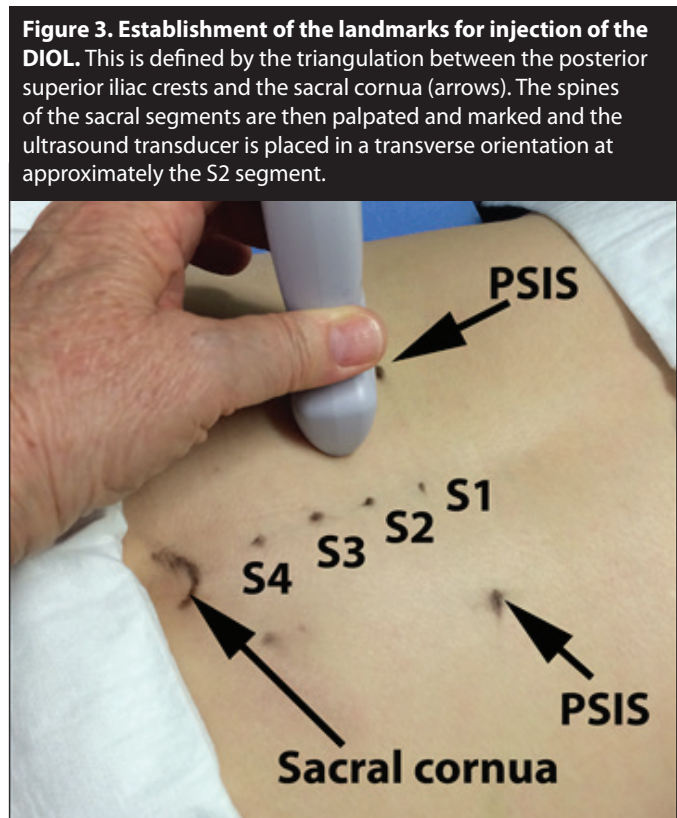 Figure 3. Establishment of the landmarks for injection of the
DIOL. This is defined by the triangulation between the posterior
superior iliac crests and the sacral cornua (arrows). The spines
of the sacral segments are then palpated and marked and the
ultrasound transducer is placed in a transverse orientation at
approximately the S2 segment.
PSIS
S1
S2
S3
S4
PSIS
Sacral cornua